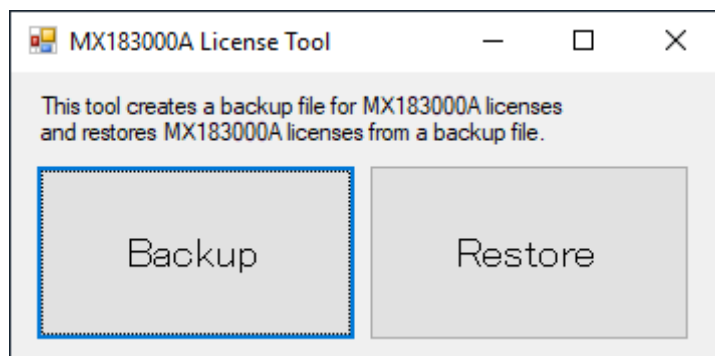 MX183000A License Tool
This tool creates a backup file for MX183000A licenses
and restores MX183000A licenses from a backup file.
Backup
Restore